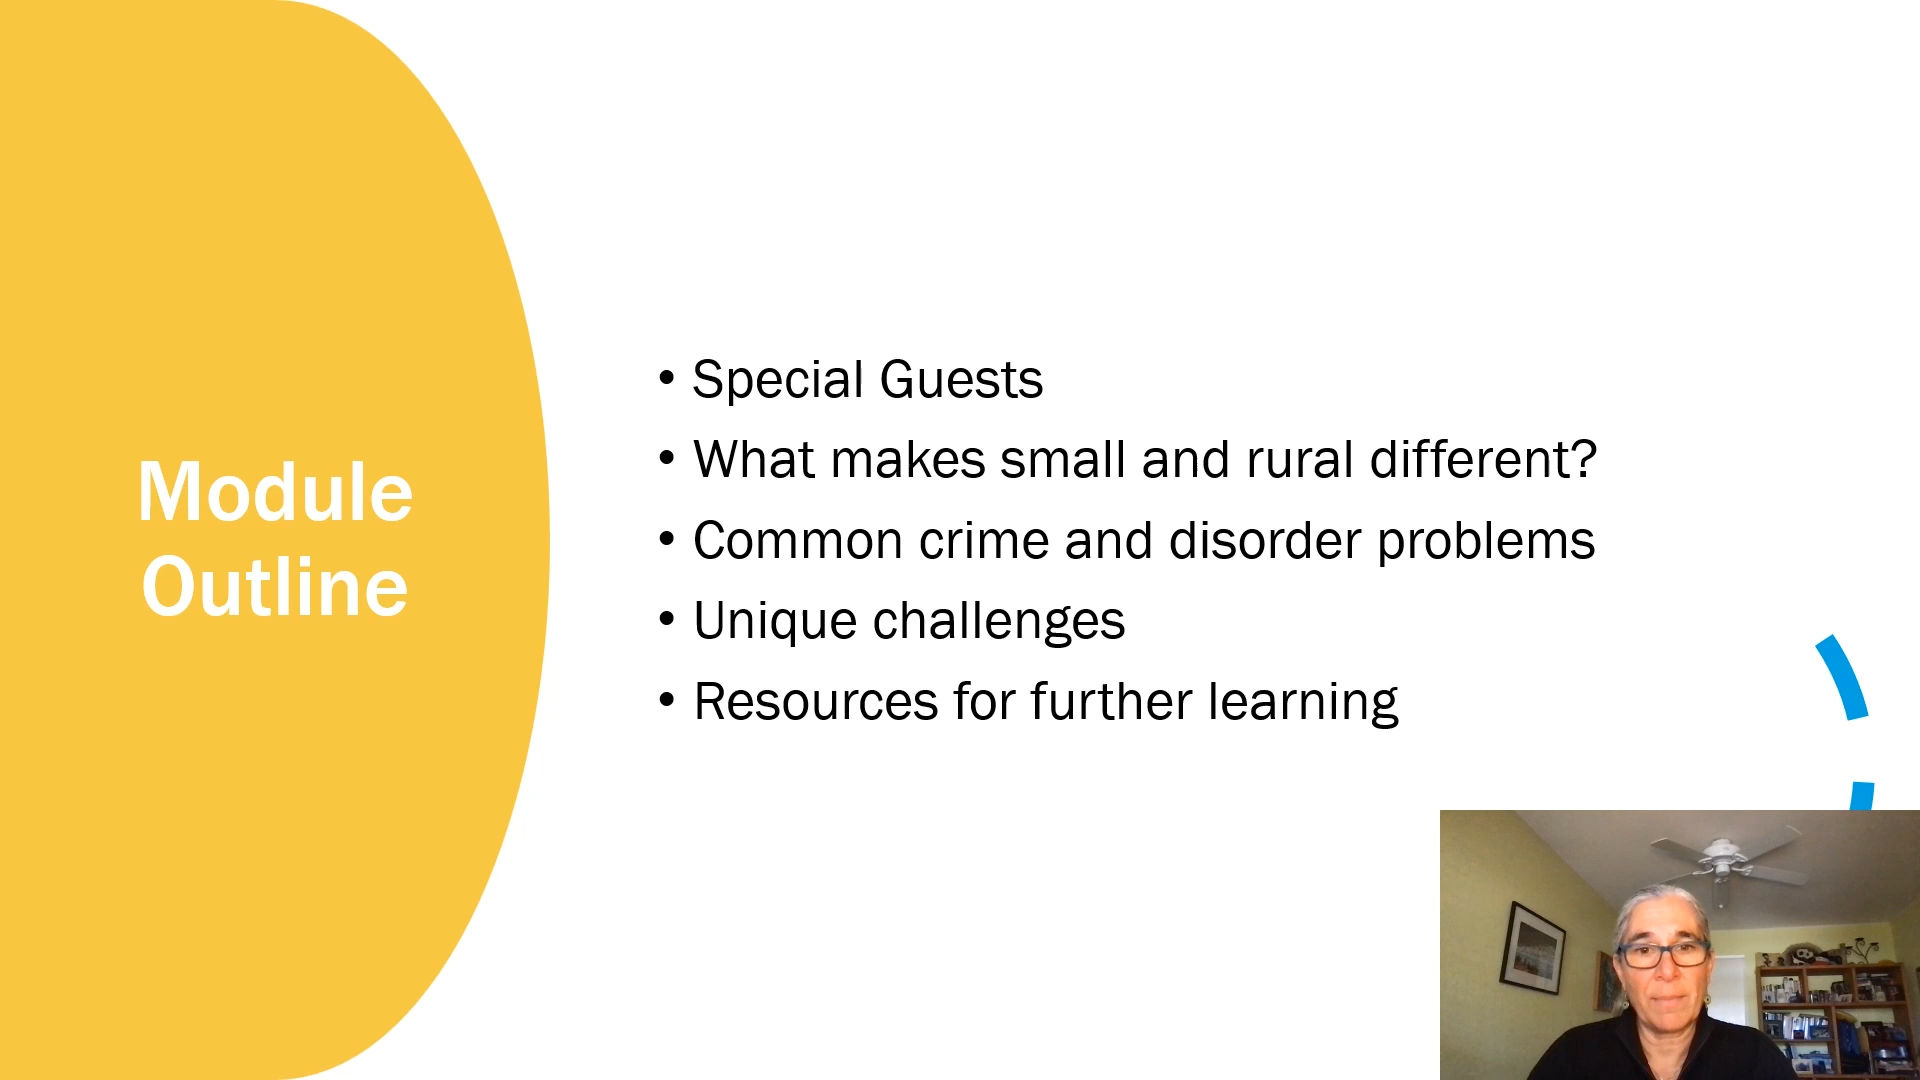 Module
Outline
• Special Guests
• What makes small and rural different?
• Common crime and disorder problems
• Unique challenges
• Resources for further learning